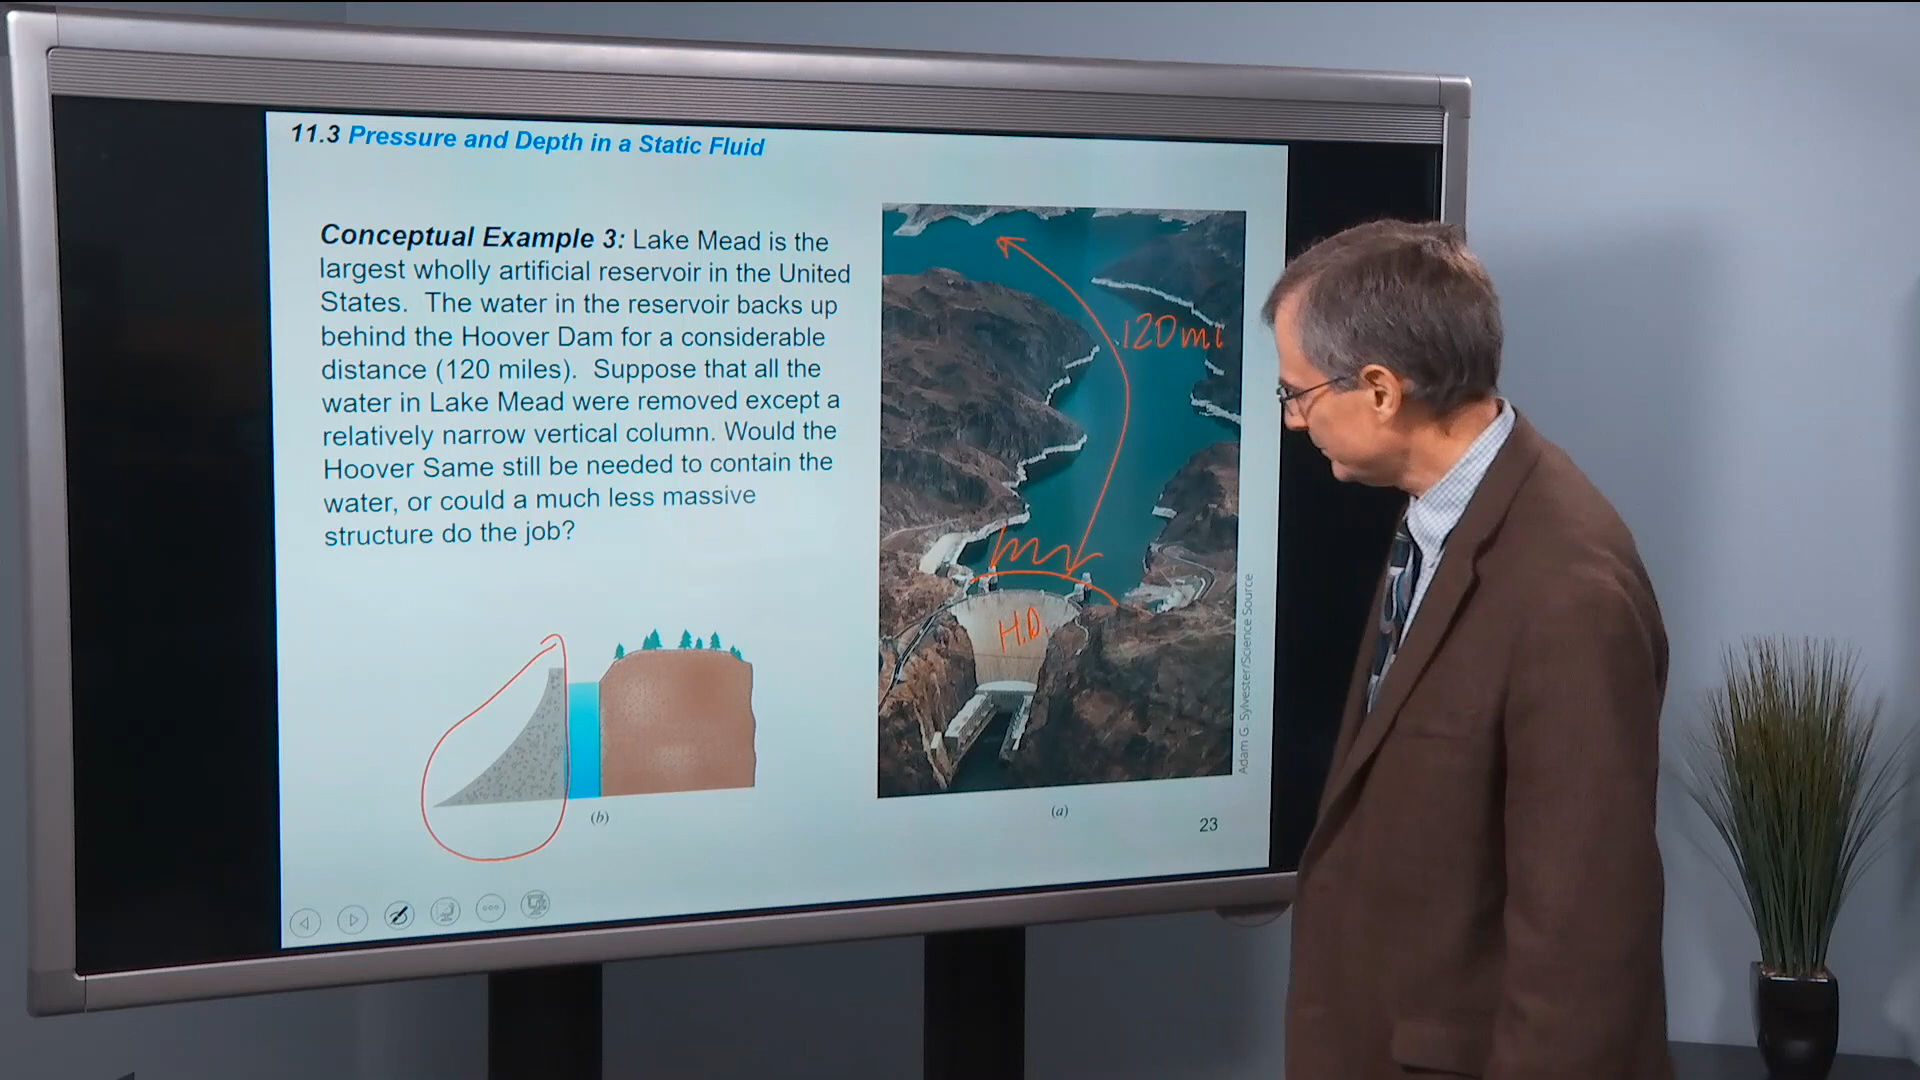 11.3 Pressure and Depth in a Static Fluid
Conceptual Example 3: Lake Mead is the
largest wholly artificial reservoir in the United
States. The water in the reservoir backs up
behind the Hoover Dam for a considerable
distance (120 miles). Suppose that all the
water in Lake Mead were removed except a
relatively narrow vertical column. Would the
Hoover Same still be needed to contain the
water, or could a much less massive
structure do the job?
(b)
120 mi
H.D.
Adam G. Sylvester/Science Source
(a)
23